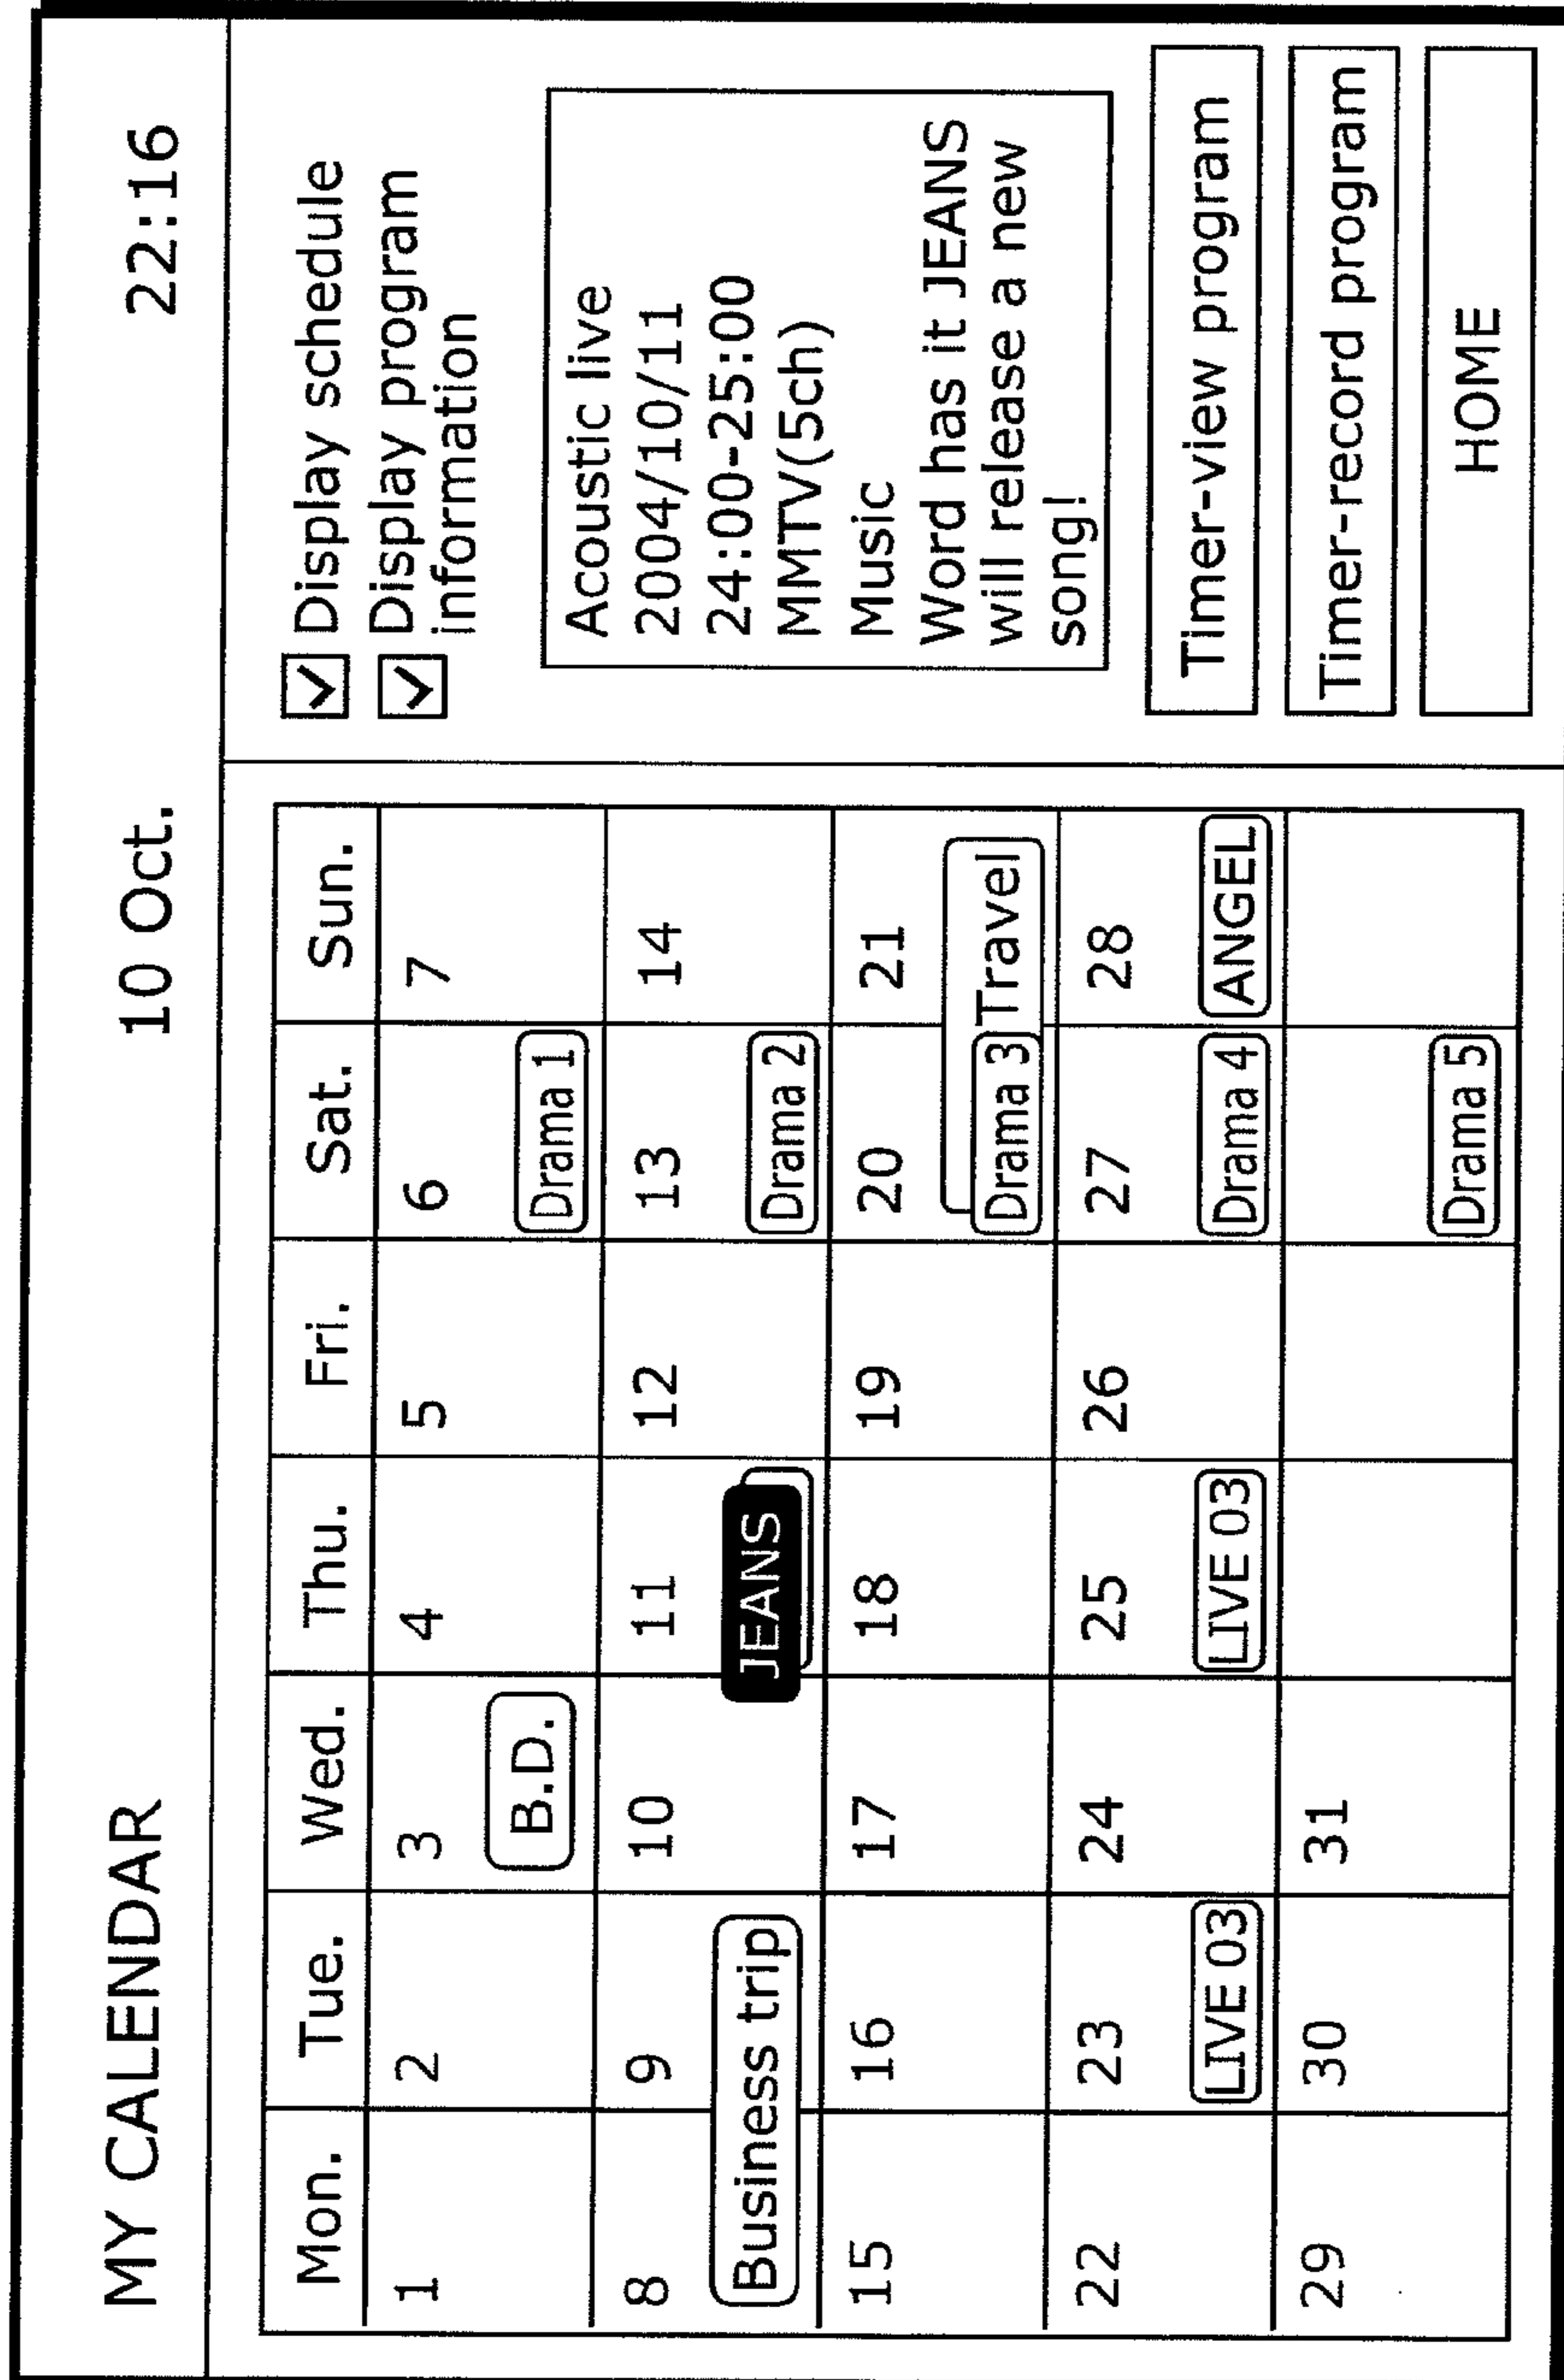 MY CALENDAR 10 Oct. 22:16
Mon. Tue. Wed. Thu. Fri. Sat. Sun.
1 2 3 4 5 6 7
B.D. Drama 1
8 9 10 11 12 13 14
Business trip JEANS Drama 2
15 16 17 18 19 20 21
Drama 3 Travel
22 23 24 25 26 27 28
LIVE 03 LIVE 03 Drama 4 ANGEL
29 30 31
Drama 5
Display schedule
Display program
information
Acoustic live
2004/10/11
24:00-25:00
MMTV(5ch)
Music
Word has it JEANS
will release a new
song!
Timer-view program
Timer-record program
HOME